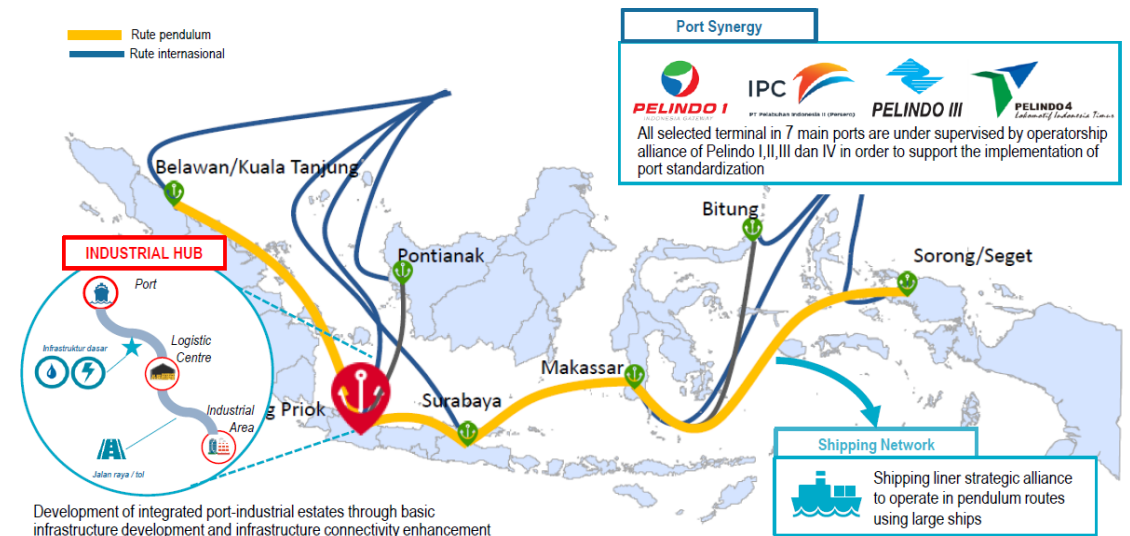 Rute pendulum
Rute internasional
Port Synergy
PELINDO 1
INDONESIA GATEWAY
IPC
PT Pelabuhan Indonesia II (Persero)
PELINDO III
PELINDO4
Lokomotif Indonesia Timur
All selected terminal in 7 main ports are under supervised by operatorship
alliance of Pelindo I,II,III dan IV in order to support the implementation of
port standardization
Belawan/Kuala Tanjung
Bitung
Pontianak
Sorong/Seget
INDUSTRIAL HUB
Port
Infrastruktur dasar
Logistic
Centre
Industrial
Area
Jalan raya / tol
g Priok
Surabaya
Makassar
Shipping Network
Shipping liner strategic alliance
to operate in pendulum routes
using large ships
Development of integrated port-industrial estates through basic
infrastructure development and infrastructure connectivity enhancement